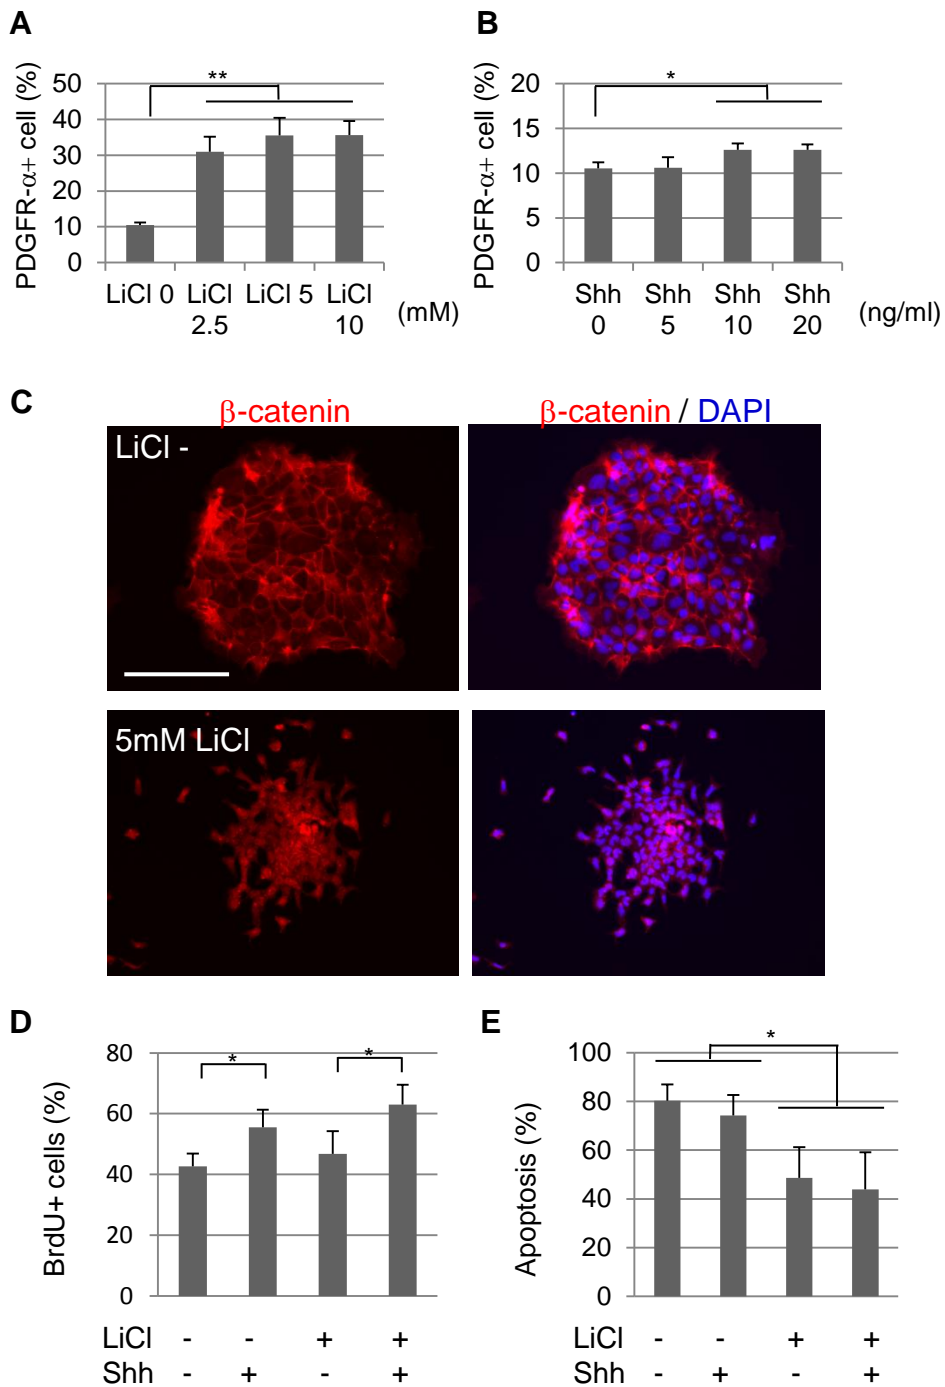 A
PDGFR-α+ cell (%)
50
40
30
20
10
0
**
LiCl 0
LiCl 2.5
LiCl 5
LiCl 10
(mM)
B
PDGFR-α+ cell (%)
20
15
10
5
0
*
Shh 0
Shh 5
Shh 10
Shh 20
(ng/ml)
C
β-catenin
β-catenin / DAPI
LiCl -
5mM LiCl
D
BrdU+ cells (%)
80
60
40
20
0
*
*
LiCl - - + +
Shh - + - +
E
Apoptosis (%)
100
80
60
40
20
0
*
LiCl - - + +
Shh - + - +